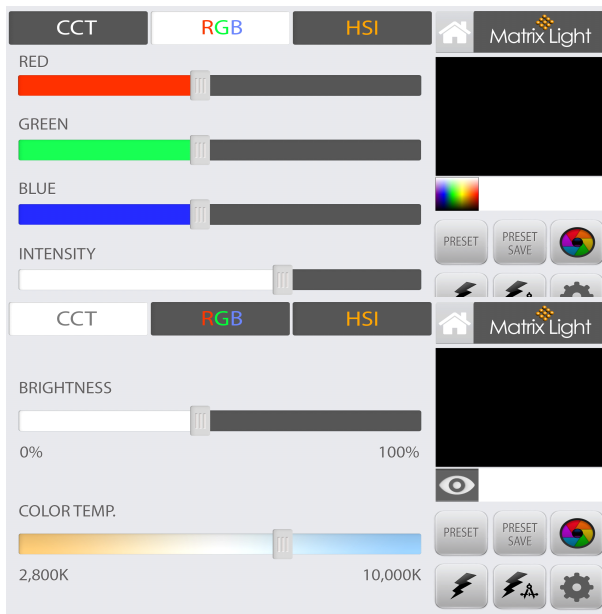 CCT RGB HSI Matrix Light
RED
GREEN
BLUE
PRESET PRESET SAVE
INTENSITY
CCT RGB HSI Matrix Light
BRIGHTNESS
0% 100%
COLOR TEMP.
PRESET PRESET SAVE
2,800K 10,000K